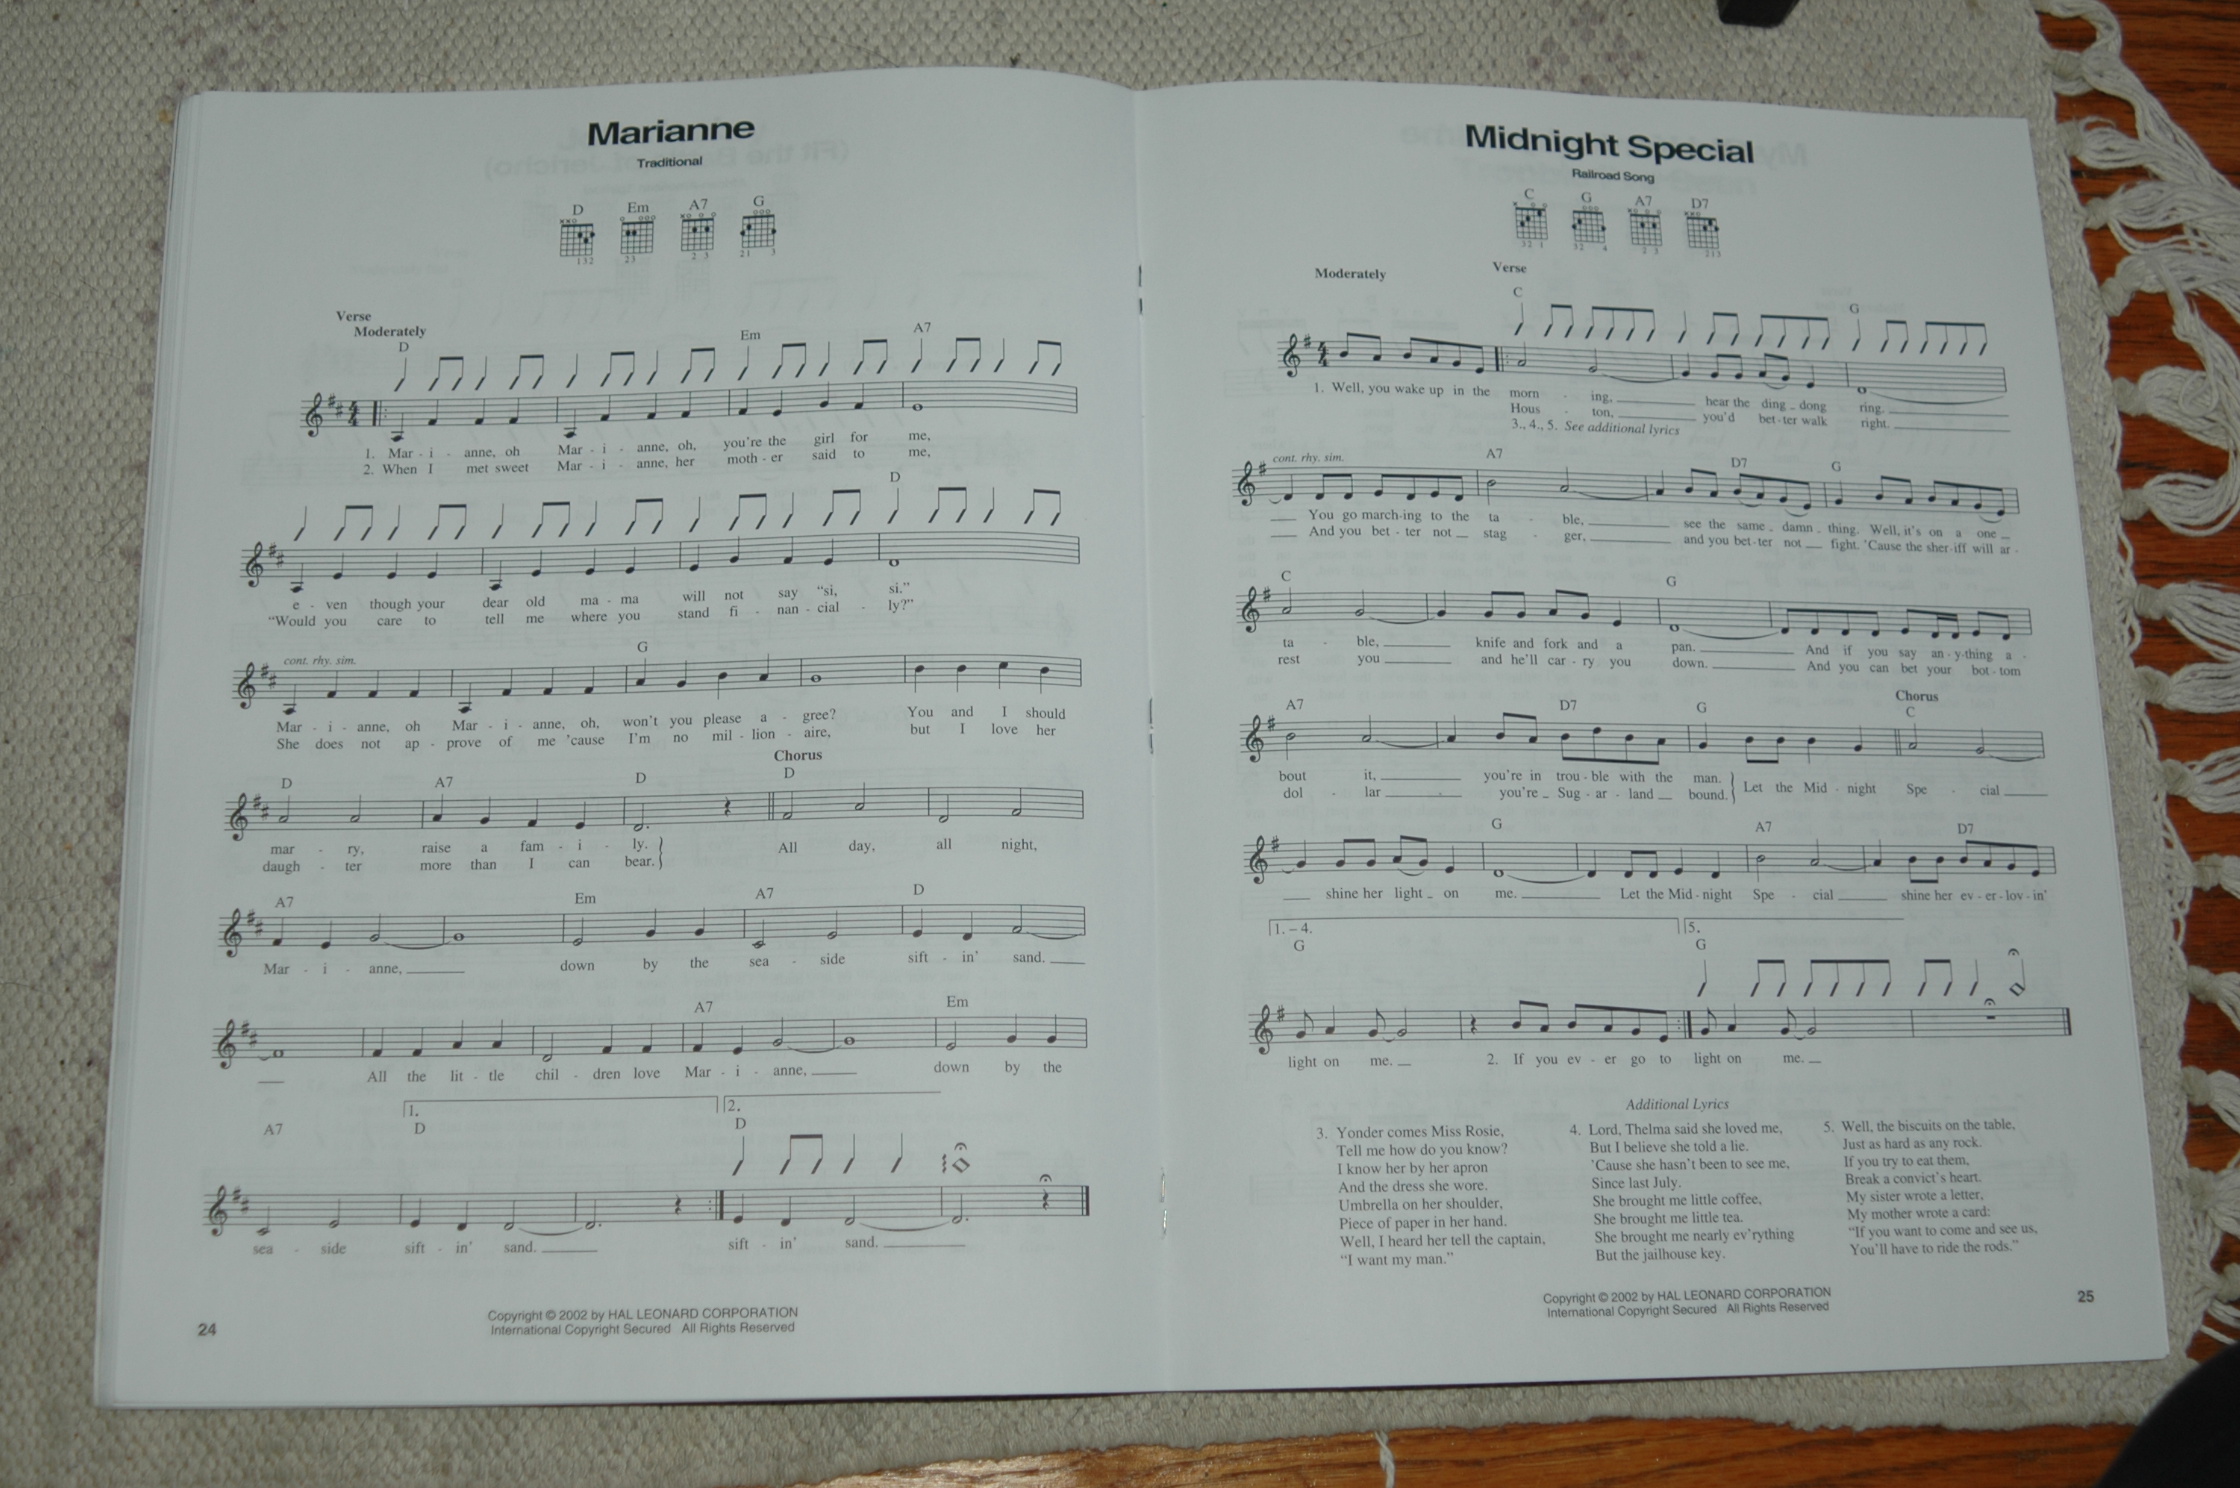 Marianne
Traditional
D Em A7 G
132 23 2 3 21 3
Verse
Moderately
D Em A7
1. Mar - i - anne, oh Mar - i - anne, oh, you're the girl for me,
2. When I met sweet Mar - i - anne, her moth - er said to me,
D
e - ven though your dear old ma - ma will not say “si, si.”
“Would you care to tell me where you stand fi - nan - cial - ly?”
cont. rhy. sim.
G
Mar - i - anne, oh Mar - i - anne, oh, won't you please a - gree? You and I should
She does not ap - prove of me 'cause I'm no mil - lion - aire, but I love her
Chorus
D A7 D D
mar - ry, raise a fam - i - ly. All day, all night,
daugh - ter more than I can bear.
A7 Em A7 D
Mar - i - anne, down by the sea - side sift - in' sand.
A7 Em
All the lit - tle chil - dren love Mar - i - anne, down by the
1. 2.
A7 D D
sea - side sift - in' sand. sift - in' sand.
24
Copyright © 2002 by HAL LEONARD CORPORATION
International Copyright Secured All Rights Reserved
Midnight Special
Railroad Song
C G A7 D7
32 1 32 4 2 3 213
Moderately Verse
C G
1. Well, you wake up in the morn - ing, hear the ding - dong ring.
Hous - ton, you'd bet - ter walk right.
3., 4., 5. See additional lyrics
cont. rhy. sim.
A7 D7 G
You go march-ing to the ta - ble, see the same damn thing. Well, it's on a one
And you bet - ter not stag - ger, and you bet-ter not fight. 'Cause the sher-iff will ar -
C G
ta - ble, knife and fork and a pan. And if you say an-y-thing a -
rest you and he'll car - ry you down. And you can bet your bot - tom
Chorus
A7 D7 G C
bout it, you're in trou - ble with the man. Let the Mid - night Spe - cial
dol - lar you're Sug - ar - land bound.
G A7 D7
shine her light on me. Let the Mid - night Spe - cial shine her ev - er - lov - in'
1. – 4. 5.
G G
light on me. 2. If you ev - er go to light on me.
Additional Lyrics
3. Yonder comes Miss Rosie,
Tell me how do you know?
I know her by her apron
And the dress she wore.
Umbrella on her shoulder,
Piece of paper in her hand.
Well, I heard her tell the captain,
“I want my man.”
4. Lord, Thelma said she loved me,
But I believe she told a lie.
'Cause she hasn't been to see me,
Since last July.
She brought me little coffee,
She brought me little tea.
She brought me nearly ev'rything
But the jailhouse key.
5. Well, the biscuits on the table,
Just as hard as any rock.
If you try to eat them,
Break a convict's heart.
My sister wrote a letter,
My mother wrote a card:
“If you want to come and see us,
You'll have to ride the rods.”
Copyright © 2002 by HAL LEONARD CORPORATION
International Copyright Secured All Rights Reserved
25